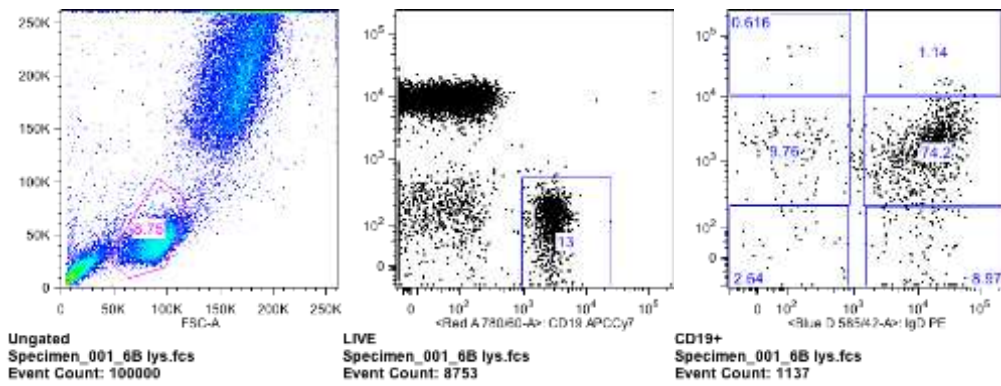 250K
200K
150K
100K
50K
0
8.75
0 50K 100K 150K 200K 250K
FSC-A
Ungated
Specimen_001_6B lys.fcs
Event Count: 100000
10^5
10^4
10^3
10^2
0
13
0 10^2 10^3 10^4 10^5
<Red A 780/60-A>: CD19 APCCy7
LIVE
Specimen_001_6B lys.fcs
Event Count: 8753
10^5
10^4
10^3
10^2
0
0.616
1.14
9.76
74.2
2.64
8.97
0 10^2 10^3 10^4 10^5
<Blue D 585/42-A>: IgD PE
CD19+
Specimen_001_6B lys.fcs
Event Count: 1137